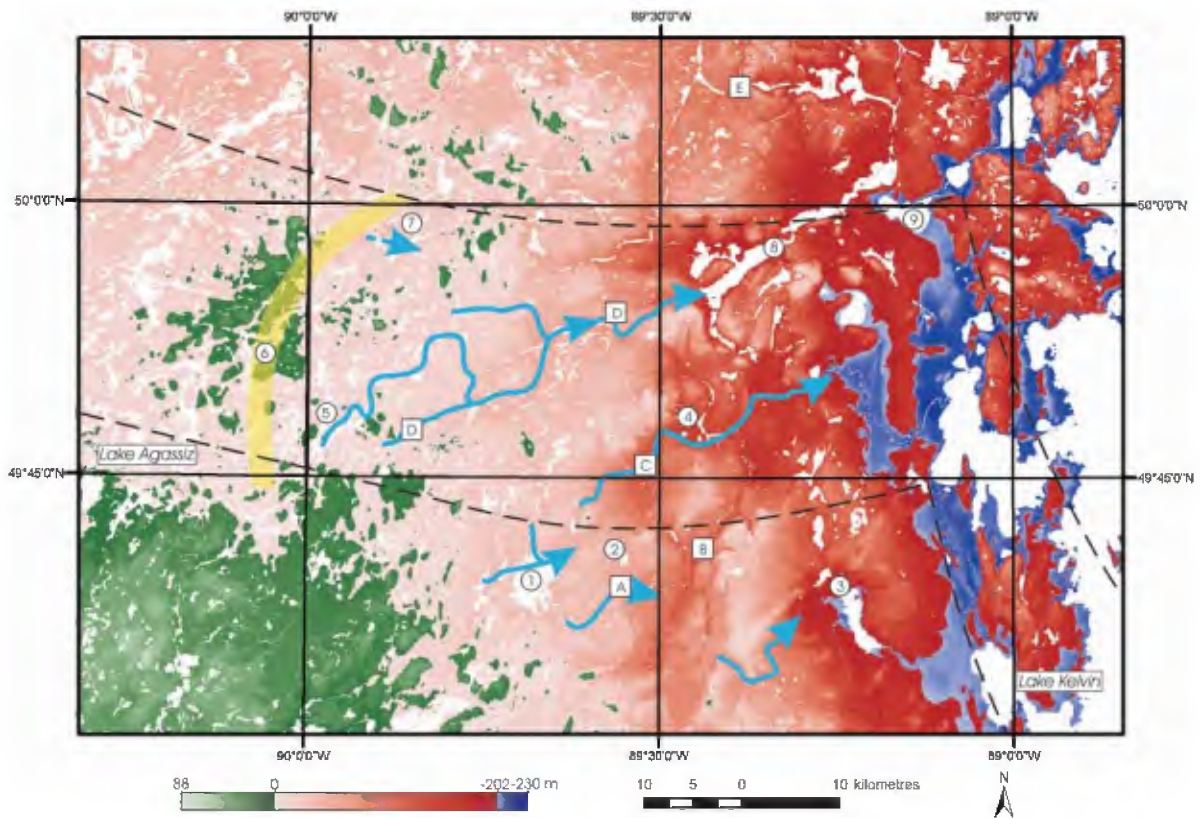 90°0'0"W 89°30'0"W 89°0'0"W
E
50°0'0"N 50°0'0"N
7 9
8
D
6
5 4
D
Lake Agassiz
C
49°45'0"N 49°45'0"N
2 B
1 A 3
Lake Kelvin
90°0'0"W 89°30'0"W 89°0'0"W
88 0 -202 -230 m
10 5 0 10 kilometres
N